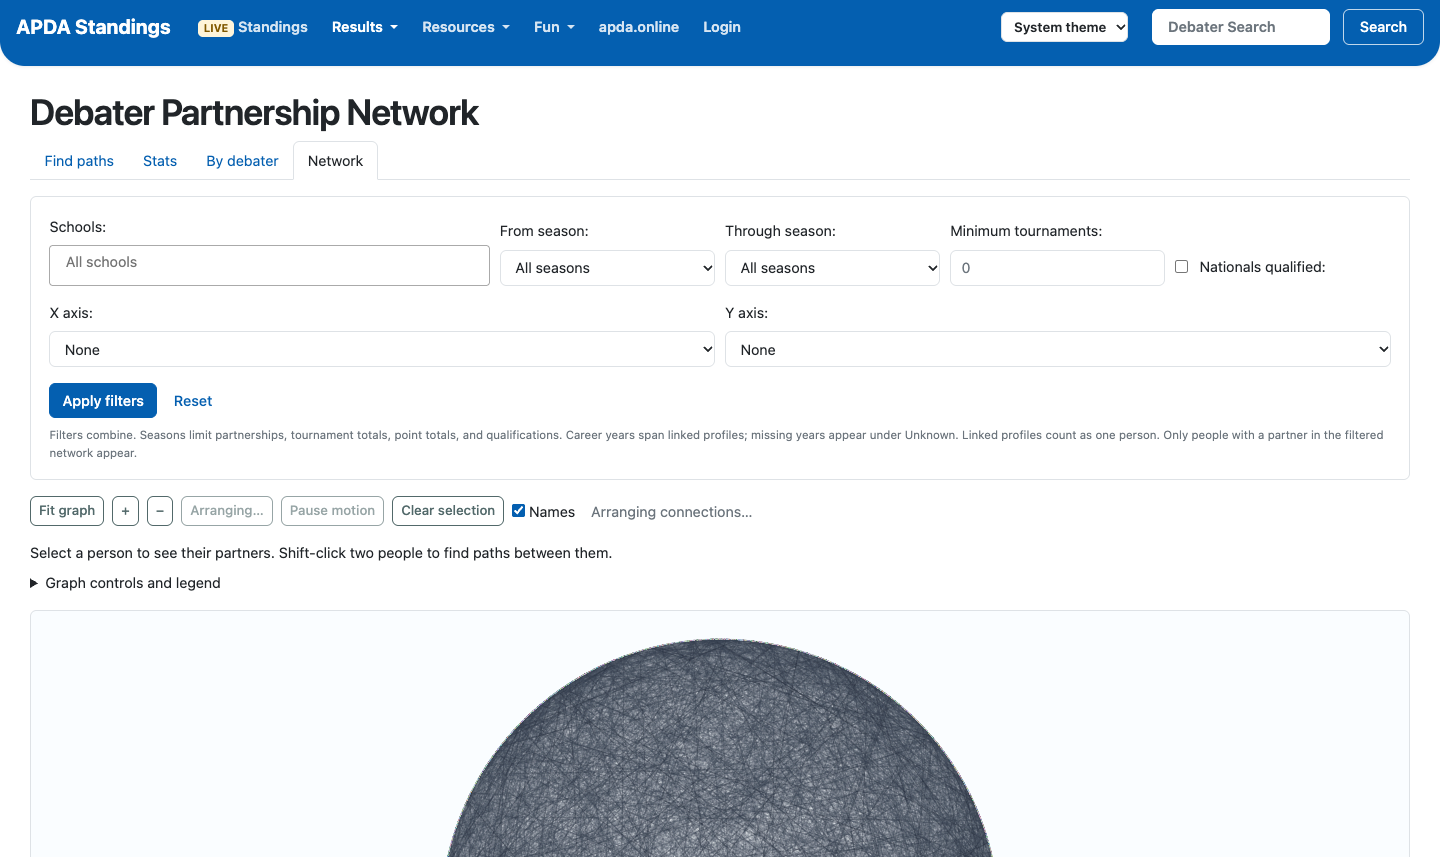 APDA Standings LIVE Standings Results Resources Fun apda.online Login System theme Debater Search Search
Debater Partnership Network
Find paths Stats By debater Network
Schools: From season: Through season: Minimum tournaments:
All schools All seasons All seasons 0 Nationals qualified:
X axis: Y axis:
None None
Apply filters Reset
Filters combine. Seasons limit partnerships, tournament totals, point totals, and qualifications. Career years span linked profiles; missing years appear under Unknown. Linked profiles count as one person. Only people with a partner in the filtered
network appear.
Fit graph + − Arranging... Pause motion Clear selection Names Arranging connections...
Select a person to see their partners. Shift-click two people to find paths between them.
Graph controls and legend